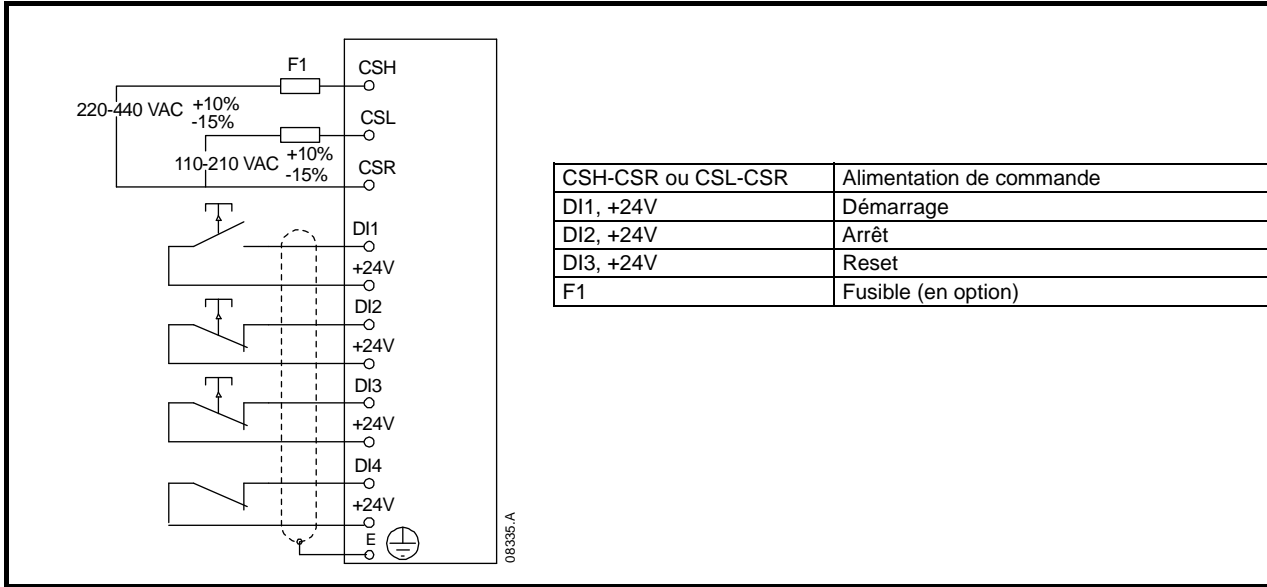 F1
CSH
220-440 VAC +10%
-15%
CSL
110-210 VAC +10%
-15%
CSR
DI1
+24V
DI2
+24V
DI3
+24V
DI4
+24V
E
08335.A
CSH-CSR ou CSL-CSR Alimentation de commande
DI1, +24V Démarrage
DI2, +24V Arrêt
DI3, +24V Reset
F1 Fusible (en option)